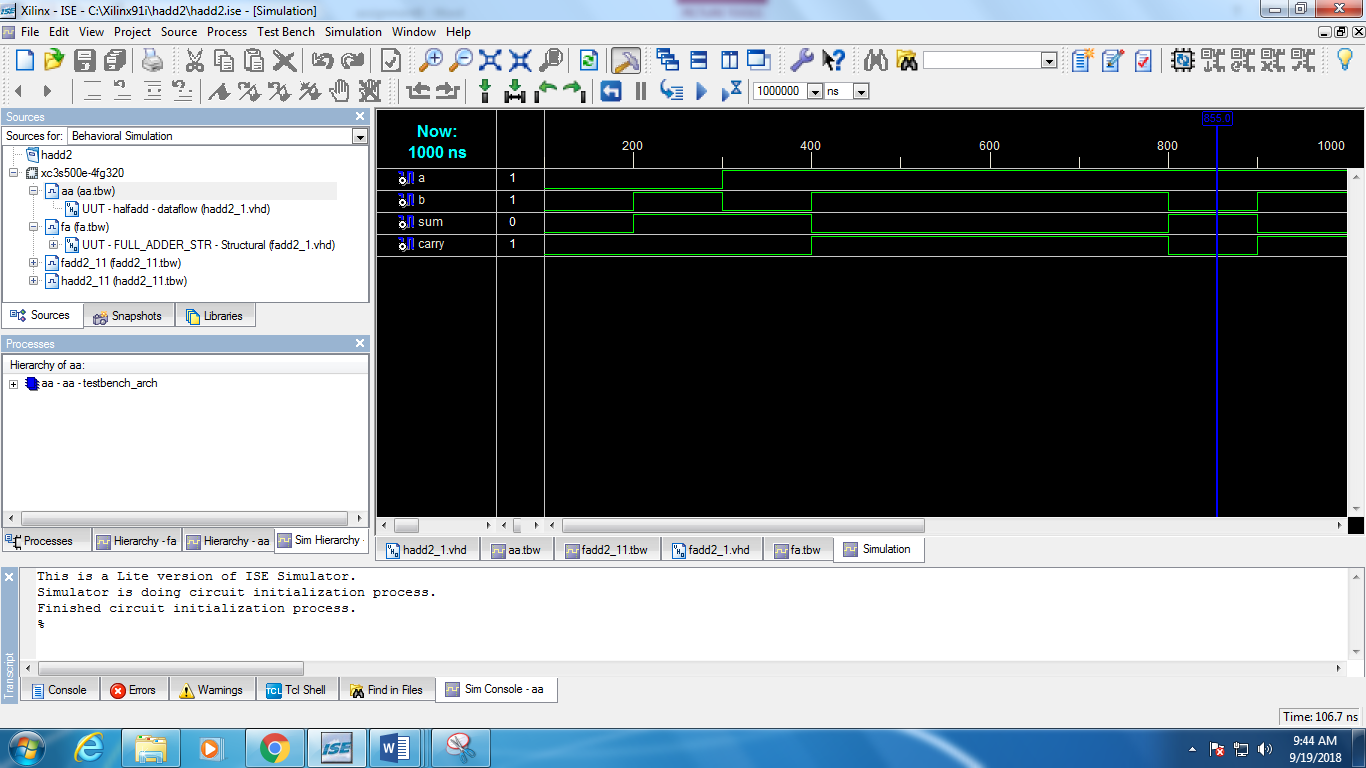 Xilinx - ISE - C:\Xilinx91i\hadd2\hadd2.ise - [Simulation]
File Edit View Project Source Process Test Bench Simulation Window Help
1000000 ns
Sources
Sources for: Behavioral Simulation
hadd2
xc3s500e-4fg320
aa (aa.tbw)
UUT - halfadd - dataflow (hadd2_1.vhd)
fa (fa.tbw)
UUT - FULL_ADDER_STR - Structural (fadd2_1.vhd)
fadd2_11 (fadd2_11.tbw)
hadd2_11 (hadd2_11.tbw)
Sources Snapshots Libraries
Processes
Hierarchy of aa:
aa - aa - testbench_arch
Processes Hierarchy - fa Hierarchy - aa Sim Hierarchy
Now:
1000 ns
855.0
200 400 600 800 1000
a 1
b 1
sum 0
carry 1
hadd2_1.vhd aa.tbw fadd2_11.tbw fadd2_1.vhd fa.tbw Simulation
This is a Lite version of ISE Simulator.
Simulator is doing circuit initialization process.
Finished circuit initialization process.
%
Transcript
Console Errors Warnings Tcl Shell Find in Files Sim Console - aa
Time: 106.7 ns
9:44 AM
9/19/2018